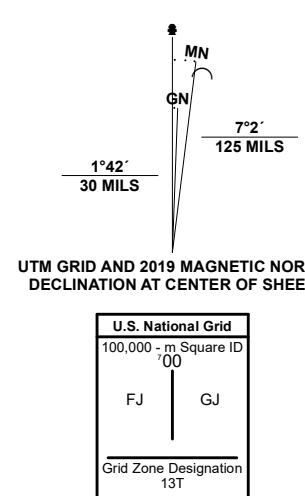 MN
GN
7°2´
125 MILS
1°42´
30 MILS
UTM GRID AND 2019 MAGNETIC NOR
DECLINATION AT CENTER OF SHEE
U.S. National Grid
100,000 - m Square ID
⁷00
FJ GJ
Grid Zone Designation
13T